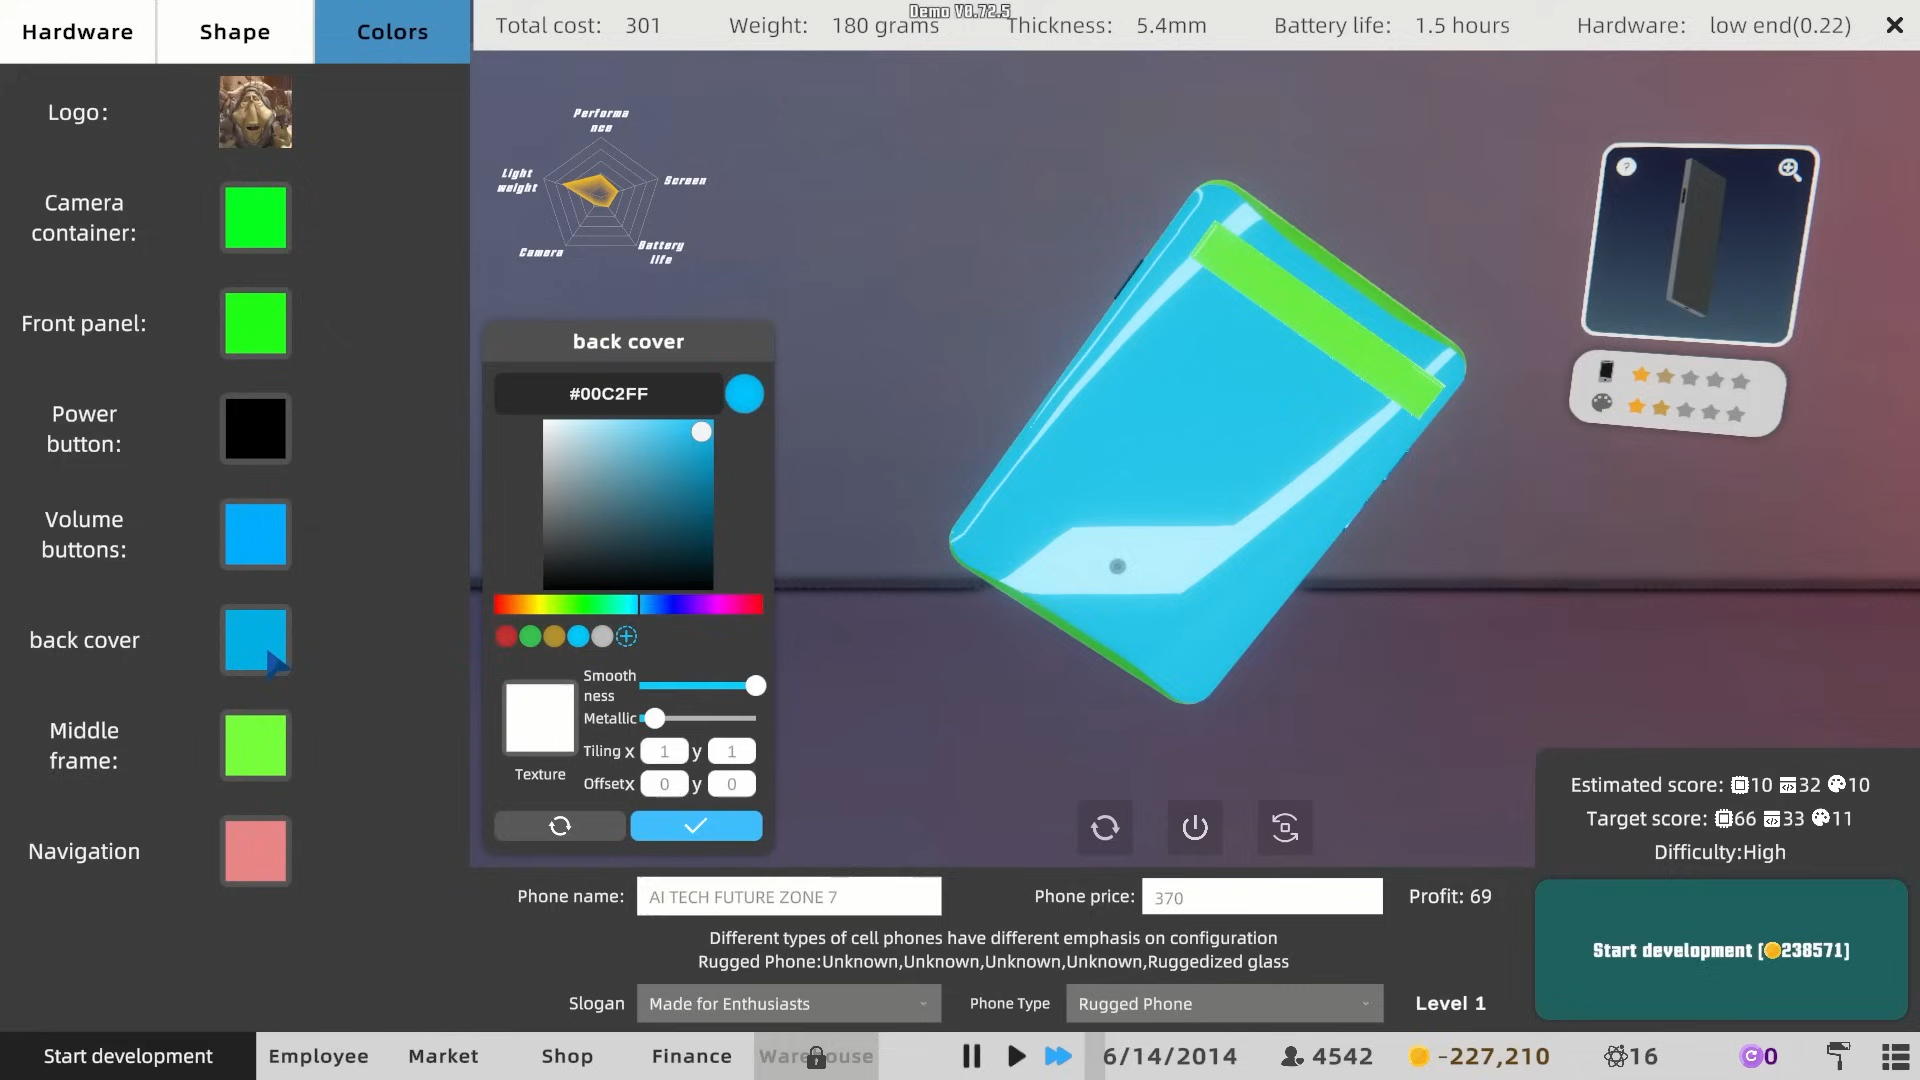 Hardware
Shape
Colors
Total cost: 301
Weight: 180 grams
Demo V0.72.5
Thickness: 5.4mm
Battery life: 1.5 hours
Hardware: low end(0.22)
Logo:
Camera
container:
Front panel:
Power
button:
Volume
buttons:
back cover
Middle
frame:
Navigation
Performa
nce
Light
weight
Screen
Camera
Battery
life
back cover
#00C2FF
Smooth
ness
Metallic
Tiling x 1 y 1
Texture
Offsetx 0 y 0
?
Estimated score: 10 32 10
Target score: 66 33 11
Difficulty:High
Phone name: AI TECH FUTURE ZONE 7
Phone price: 370
Profit: 69
Different types of cell phones have different emphasis on configuration
Rugged Phone:Unknown,Unknown,Unknown,Unknown,Ruggedized glass
Start development [238571]
Slogan Made for Enthusiasts
Phone Type Rugged Phone
Level 1
Start development
Employee
Market
Shop
Finance
Warehouse
6/14/2014
4542
-227,210
16
0